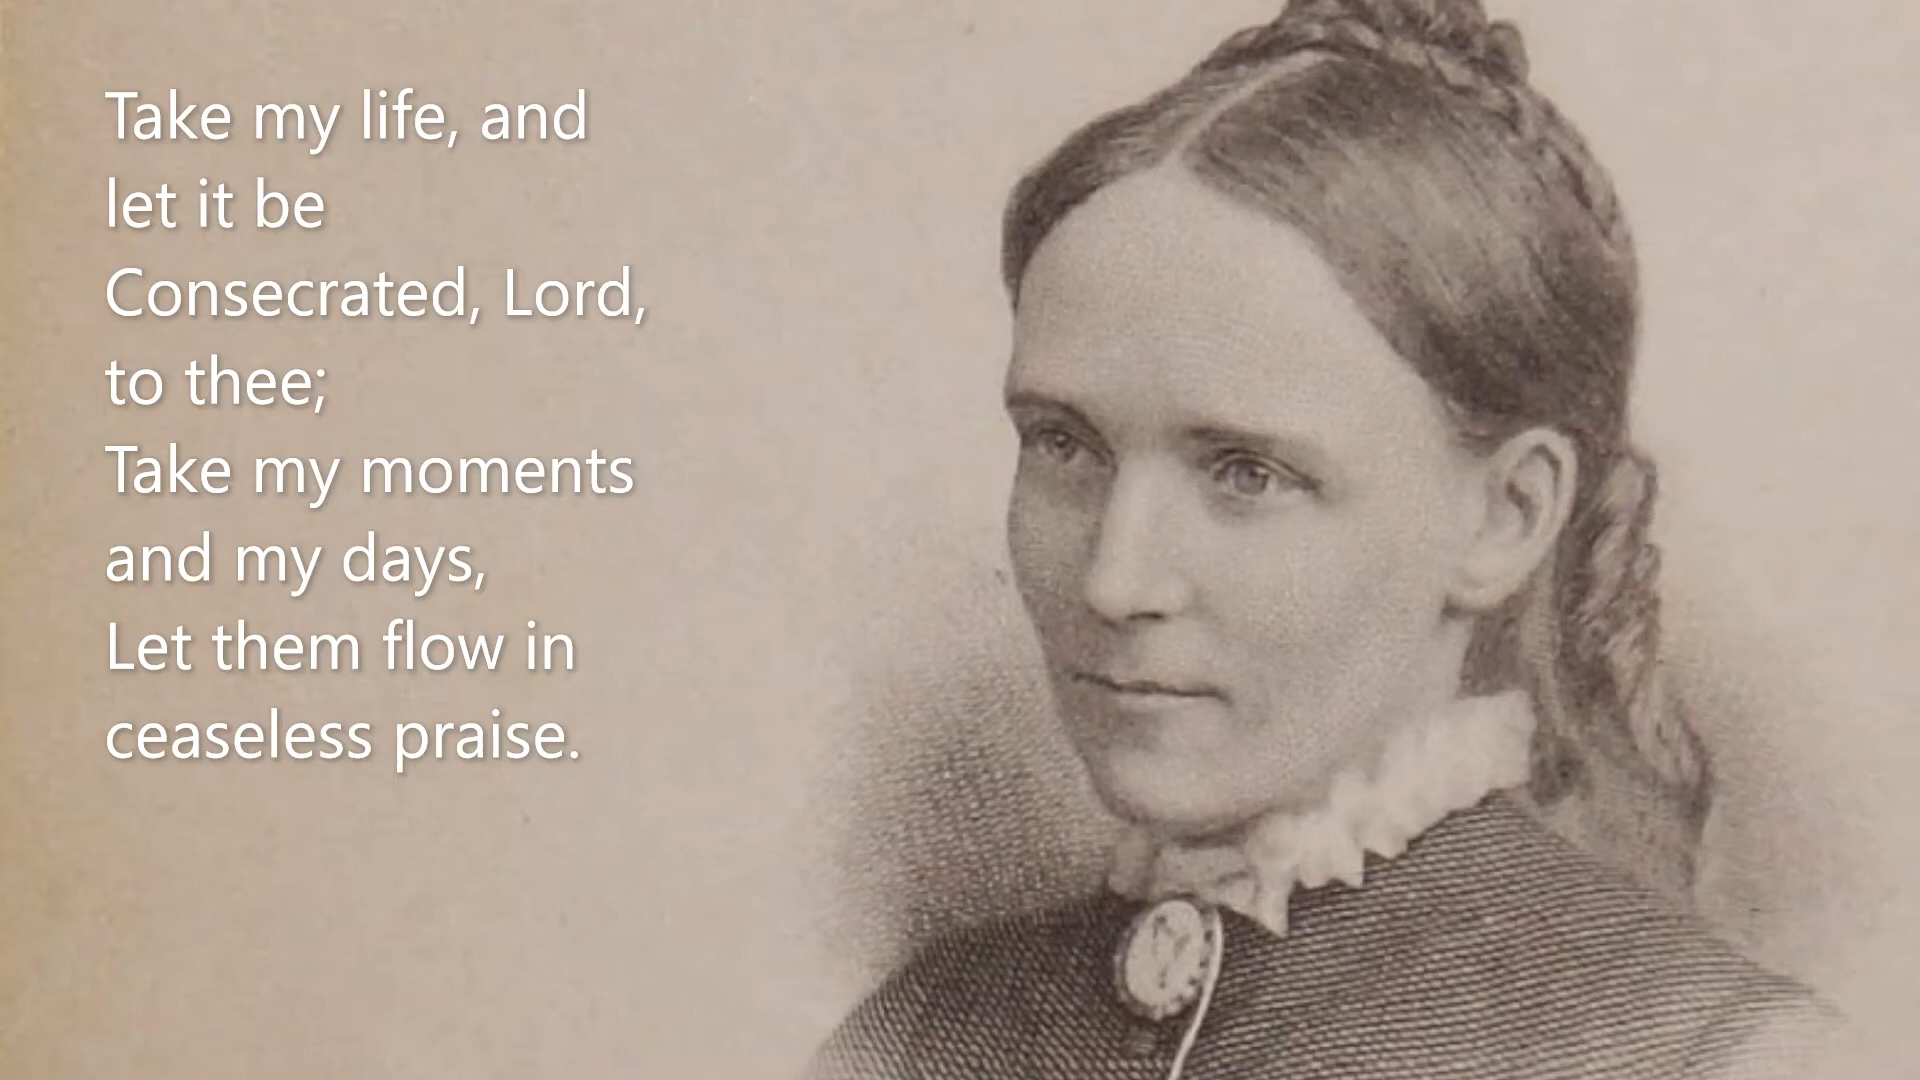 Take my life, and
let it be
Consecrated, Lord,
to thee;
Take my moments
and my days,
Let them flow in
ceaseless praise.